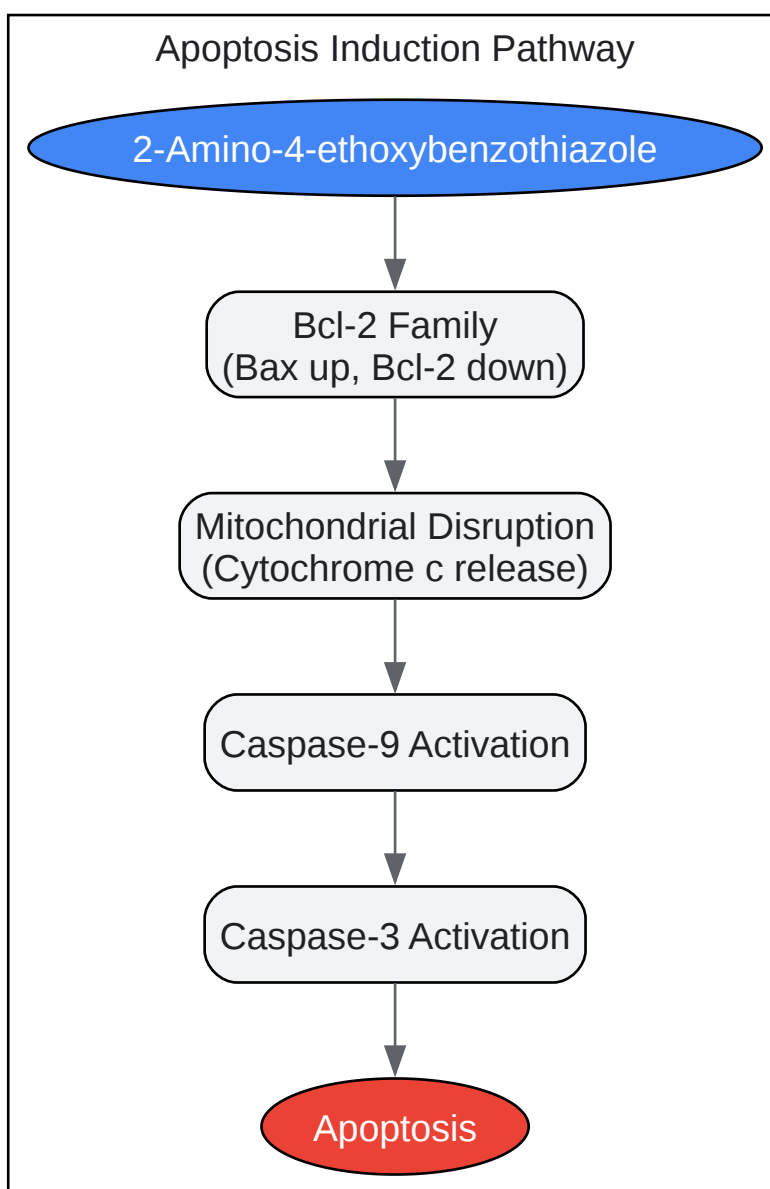 Apoptosis Induction Pathway
2-Amino-4-ethoxybenzothiazole
Bcl-2 Family
(Bax up, Bcl-2 down)
Mitochondrial Disruption
(Cytochrome c release)
Caspase-9 Activation
Caspase-3 Activation
Apoptosis